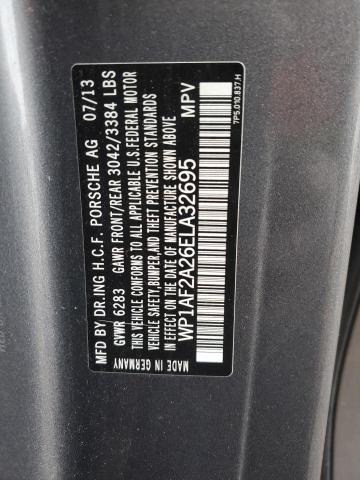 MFD BY DR.ING H.C.F. PORSCHE AG 07/13
GVWR 6283 GAWR FRONT/REAR 3042/3384 LBS
THIS VEHICLE CONFORMS TO ALL APPLICABLE U.S.FEDERAL MOTOR
VEHICLE SAFETY,BUMPER,AND THEFT PREVENTION STANDARDS
IN EFFECT ON THE DATE OF MANUFACTURE SHOWN ABOVE
WP1AF2A26ELA32695 MPV
MADE IN GERMANY
7P5.010.837.H